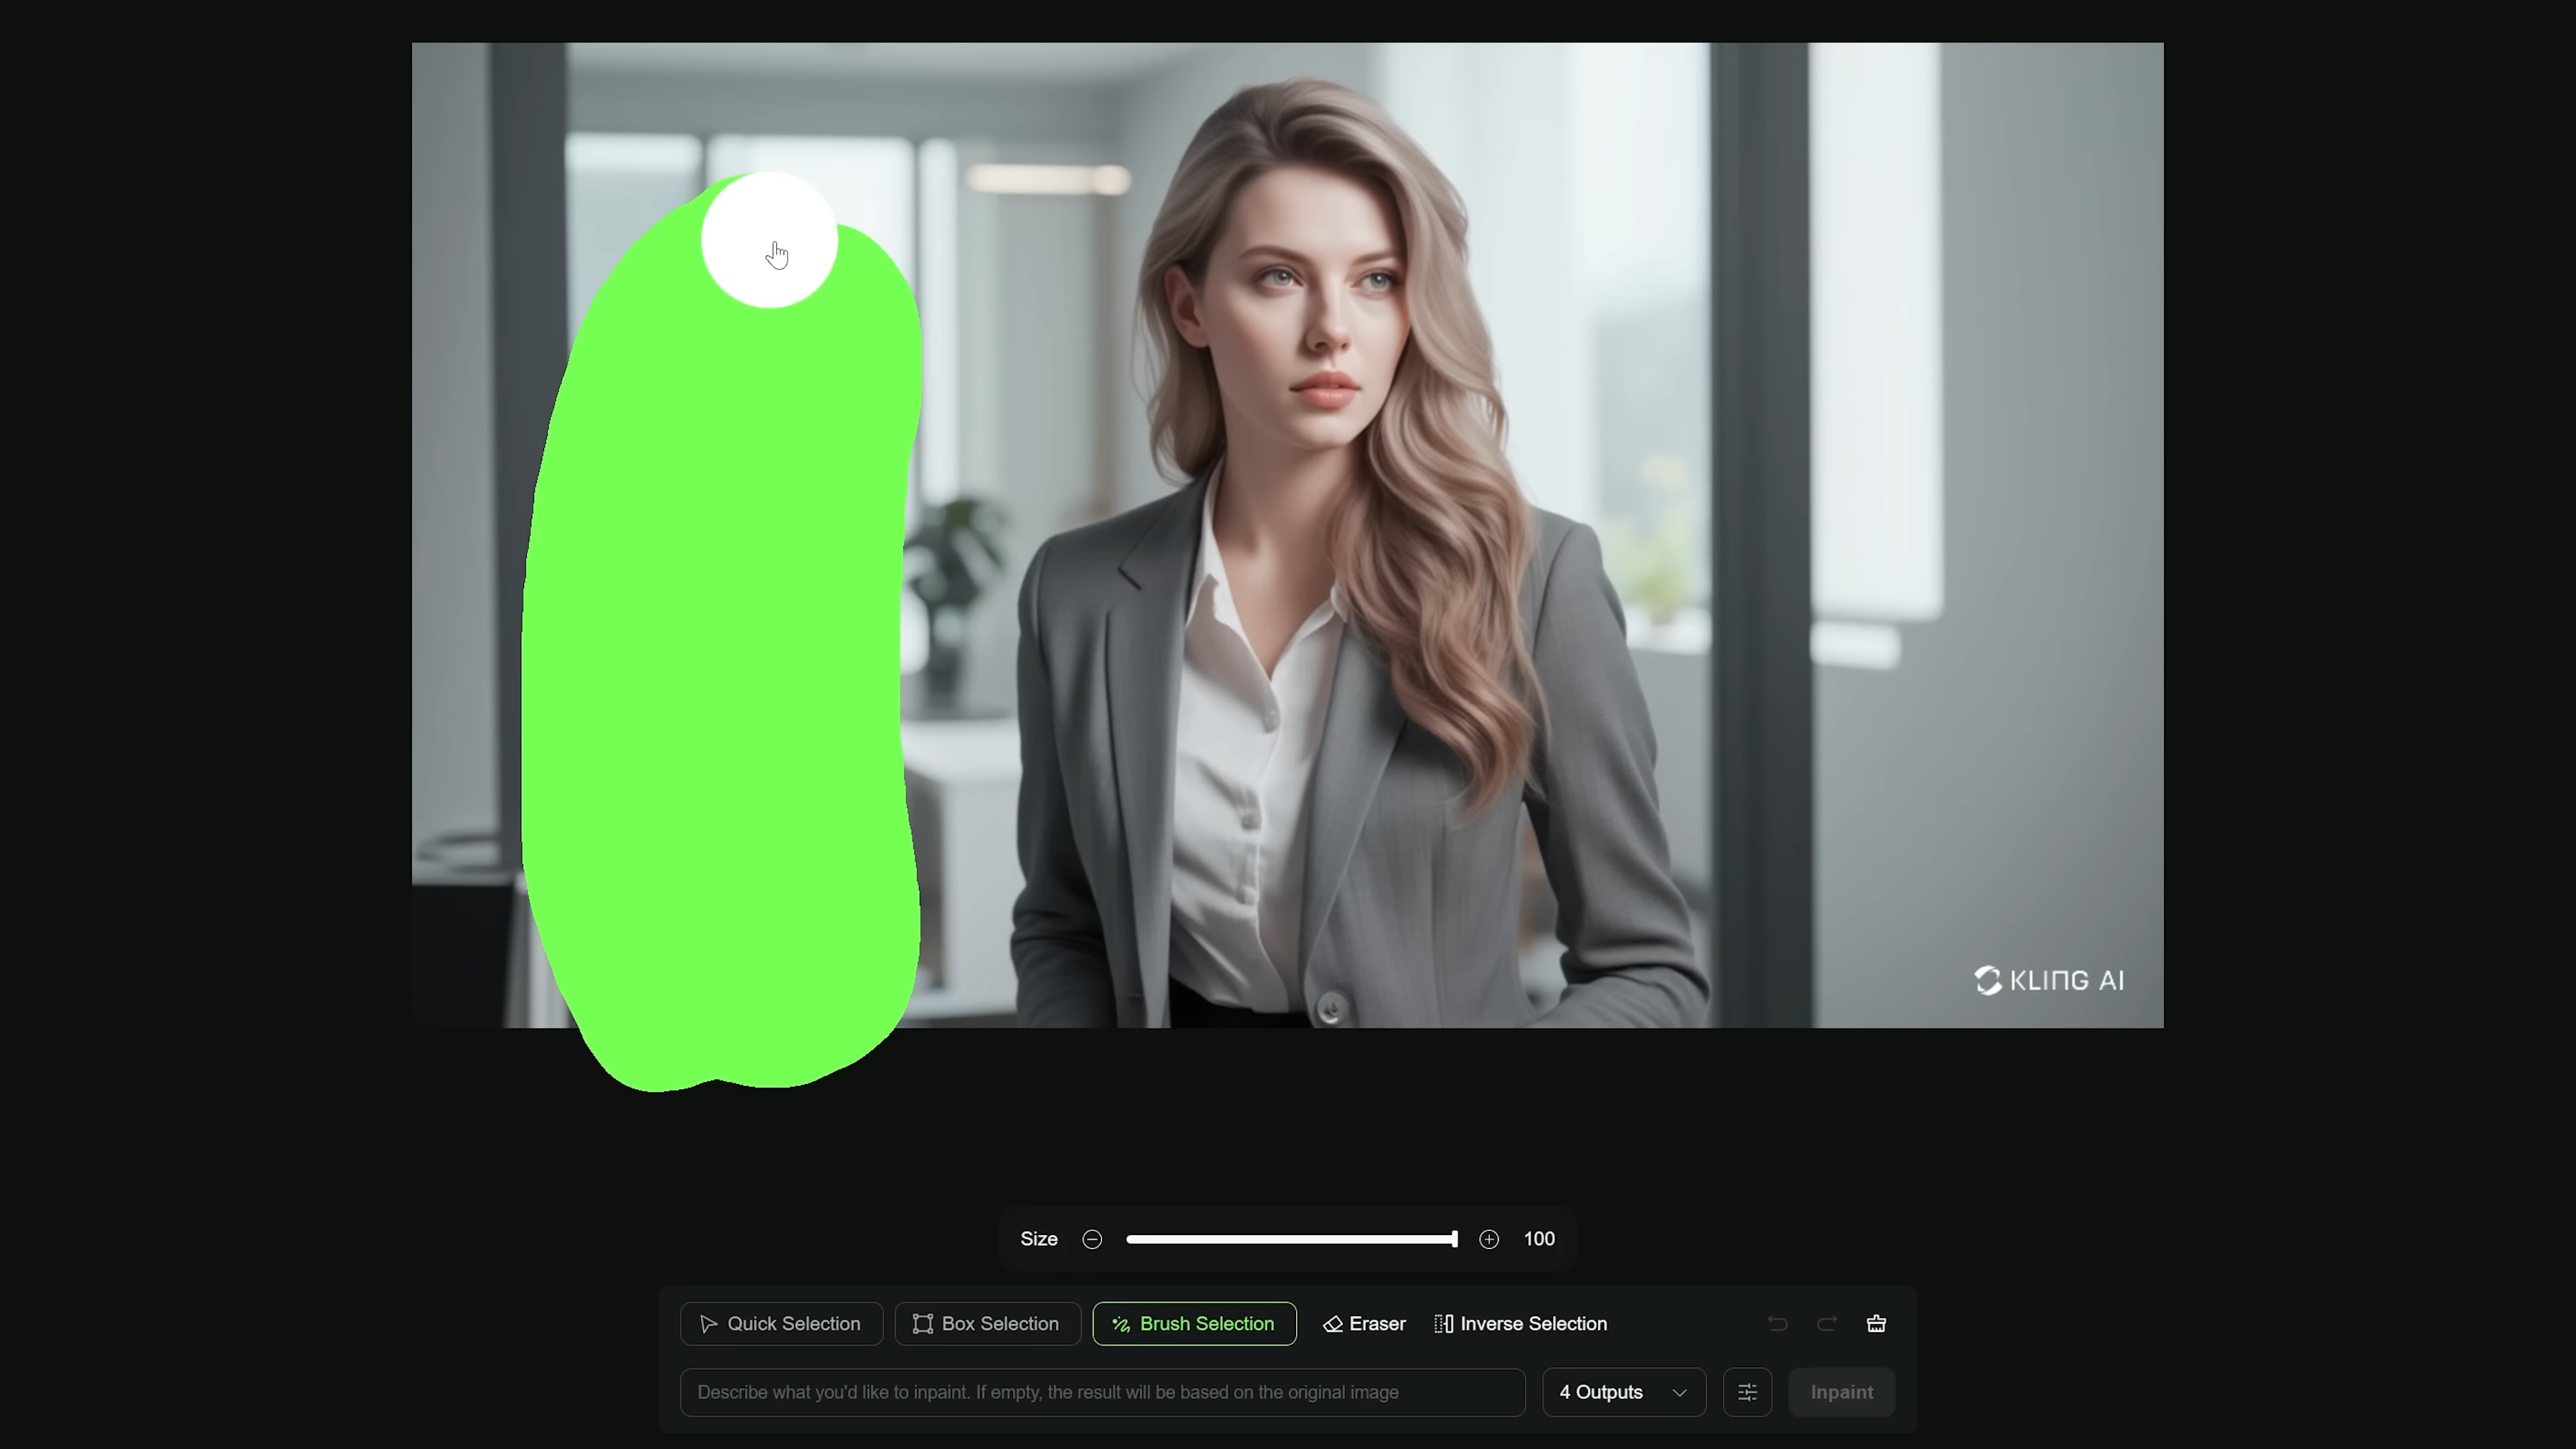 KLING AI
Size 100
Quick Selection Box Selection Brush Selection Eraser Inverse Selection
Describe what you'd like to inpaint. If empty, the result will be based on the original image 4 Outputs Inpaint